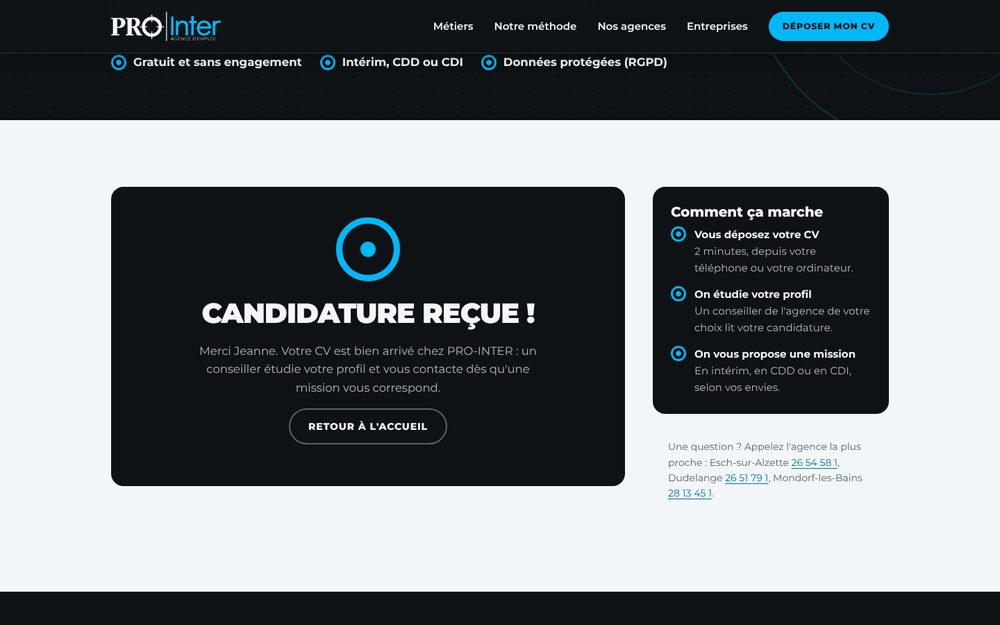 PRO Inter
AGENCE D'EMPLOI
Métiers
Notre méthode
Nos agences
Entreprises
DÉPOSER MON CV
Gratuit et sans engagement
Intérim, CDD ou CDI
Données protégées (RGPD)
CANDIDATURE REÇUE !
Merci Jeanne. Votre CV est bien arrivé chez PRO-INTER : un
conseiller étudie votre profil et vous contacte dès qu'une
mission vous correspond.
RETOUR À L'ACCUEIL
Comment ça marche
Vous déposez votre CV
2 minutes, depuis votre
téléphone ou votre ordinateur.
On étudie votre profil
Un conseiller de l'agence de votre
choix lit votre candidature.
On vous propose une mission
En intérim, en CDD ou en CDI,
selon vos envies.
Une question ? Appelez l'agence la plus
proche : Esch-sur-Alzette 26 54 58 1,
Dudelange 26 51 79 1, Mondorf-les-Bains
28 13 45 1.